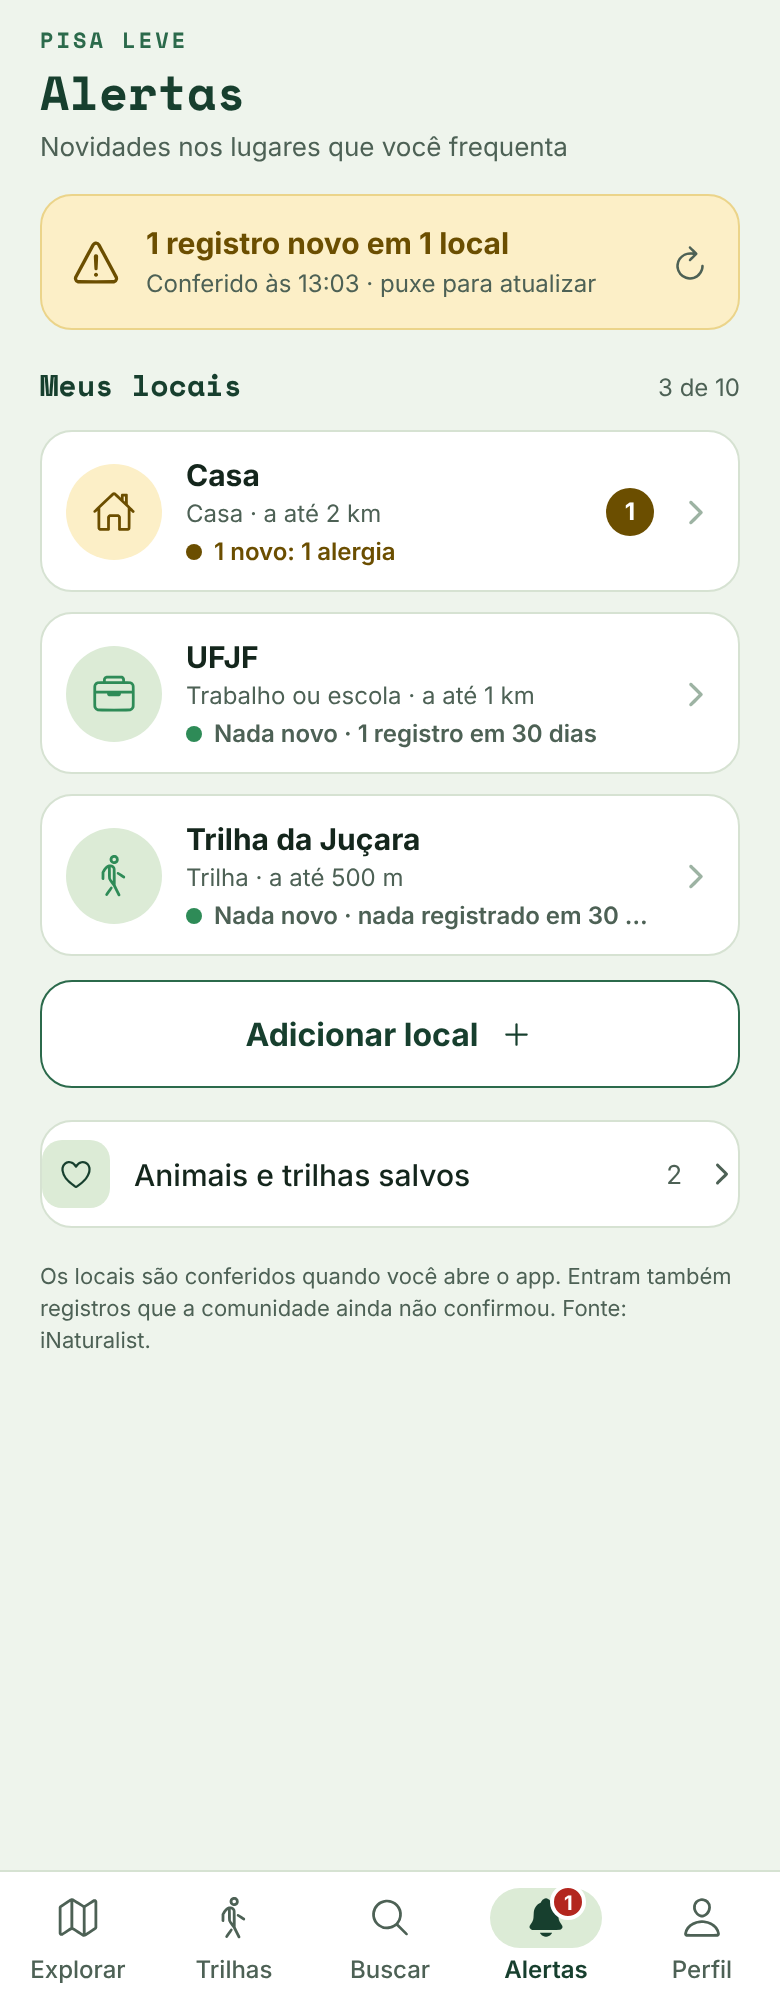 PISA LEVE
Alertas
Novidades nos lugares que você frequenta
1 registro novo em 1 local
Conferido às 13:03 · puxe para atualizar
Meus locais
3 de 10
Casa
Casa · a até 2 km
1
1 novo: 1 alergia
UFJF
Trabalho ou escola · a até 1 km
Nada novo · 1 registro em 30 dias
Trilha da Juçara
Trilha · a até 500 m
Nada novo · nada registrado em 30 ...
Adicionar local
Animais e trilhas salvos
2
Os locais são conferidos quando você abre o app. Entram também
registros que a comunidade ainda não confirmou. Fonte:
iNaturalist.
1
Explorar
Trilhas
Buscar
Alertas
Perfil